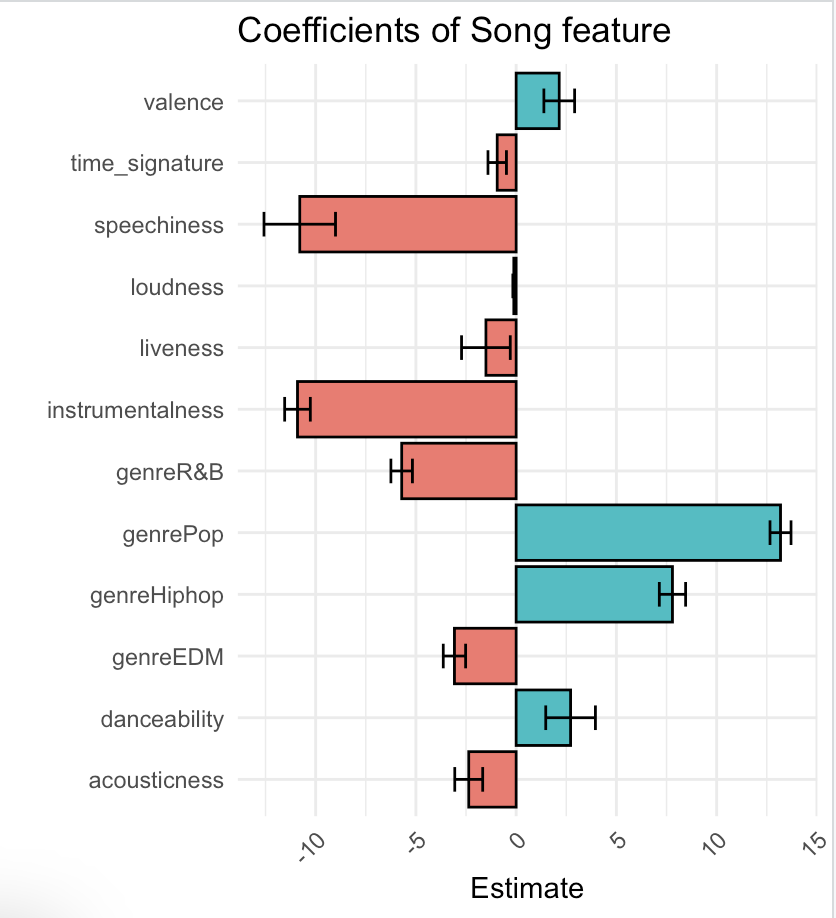 Coefficients of Song feature
valence
time_signature
speechiness
loudness
liveness
instrumentalness
genreR&B
genrePop
genreHiphop
genreEDM
danceability
acousticness
-10 -5 0 5 10 15
Estimate